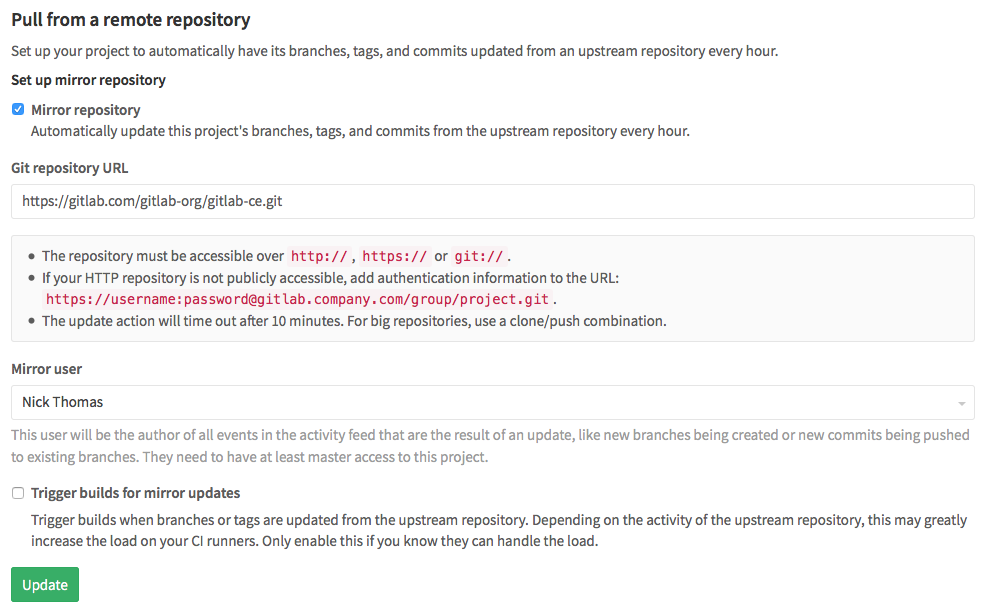 Pull from a remote repository
Set up your project to automatically have its branches, tags, and commits updated from an upstream repository every hour.
Set up mirror repository
Mirror repository
Automatically update this project's branches, tags, and commits from the upstream repository every hour.
Git repository URL
https://gitlab.com/gitlab-org/gitlab-ce.git
• The repository must be accessible over http://, https:// or git://.
• If your HTTP repository is not publicly accessible, add authentication information to the URL:
https://username:password@gitlab.company.com/group/project.git.
• The update action will time out after 10 minutes. For big repositories, use a clone/push combination.
Mirror user
Nick Thomas
This user will be the author of all events in the activity feed that are the result of an update, like new branches being created or new commits being pushed
to existing branches. They need to have at least master access to this project.
Trigger builds for mirror updates
Trigger builds when branches or tags are updated from the upstream repository. Depending on the activity of the upstream repository, this may greatly
increase the load on your CI runners. Only enable this if you know they can handle the load.
Update